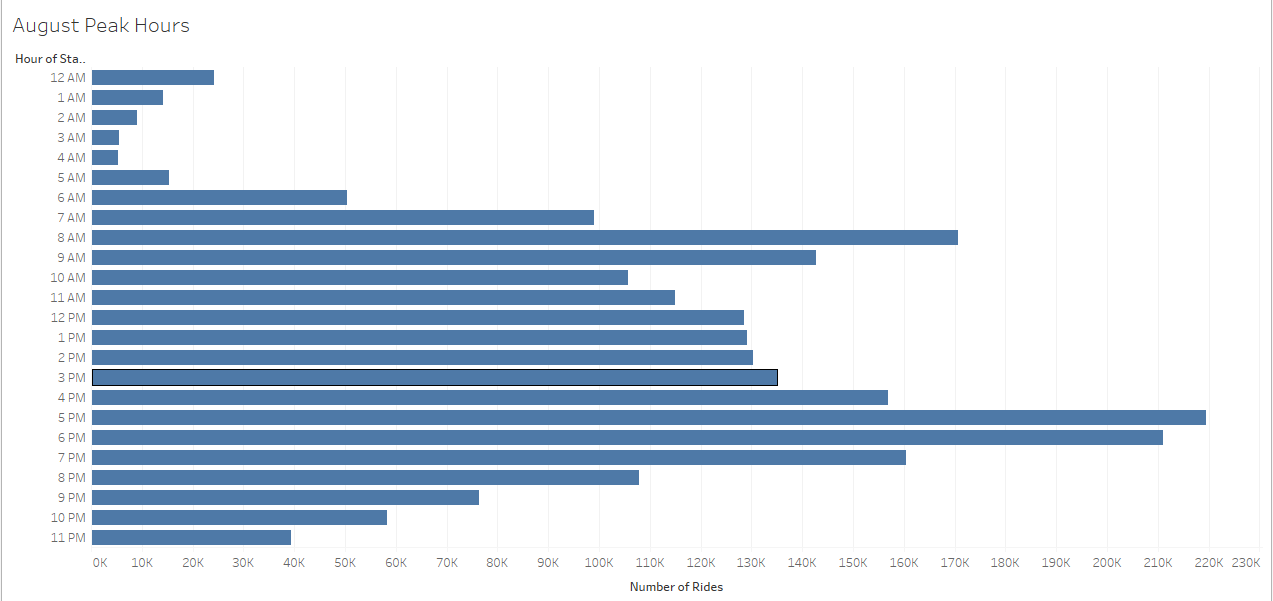 August Peak Hours
Hour of Sta..
12 AM
1 AM
2 AM
3 AM
4 AM
5 AM
6 AM
7 AM
8 AM
9 AM
10 AM
11 AM
12 PM
1 PM
2 PM
3 PM
4 PM
5 PM
6 PM
7 PM
8 PM
9 PM
10 PM
11 PM
0K 10K 20K 30K 40K 50K 60K 70K 80K 90K 100K 110K 120K 130K 140K 150K 160K 170K 180K 190K 200K 210K 220K 230K
Number of Rides